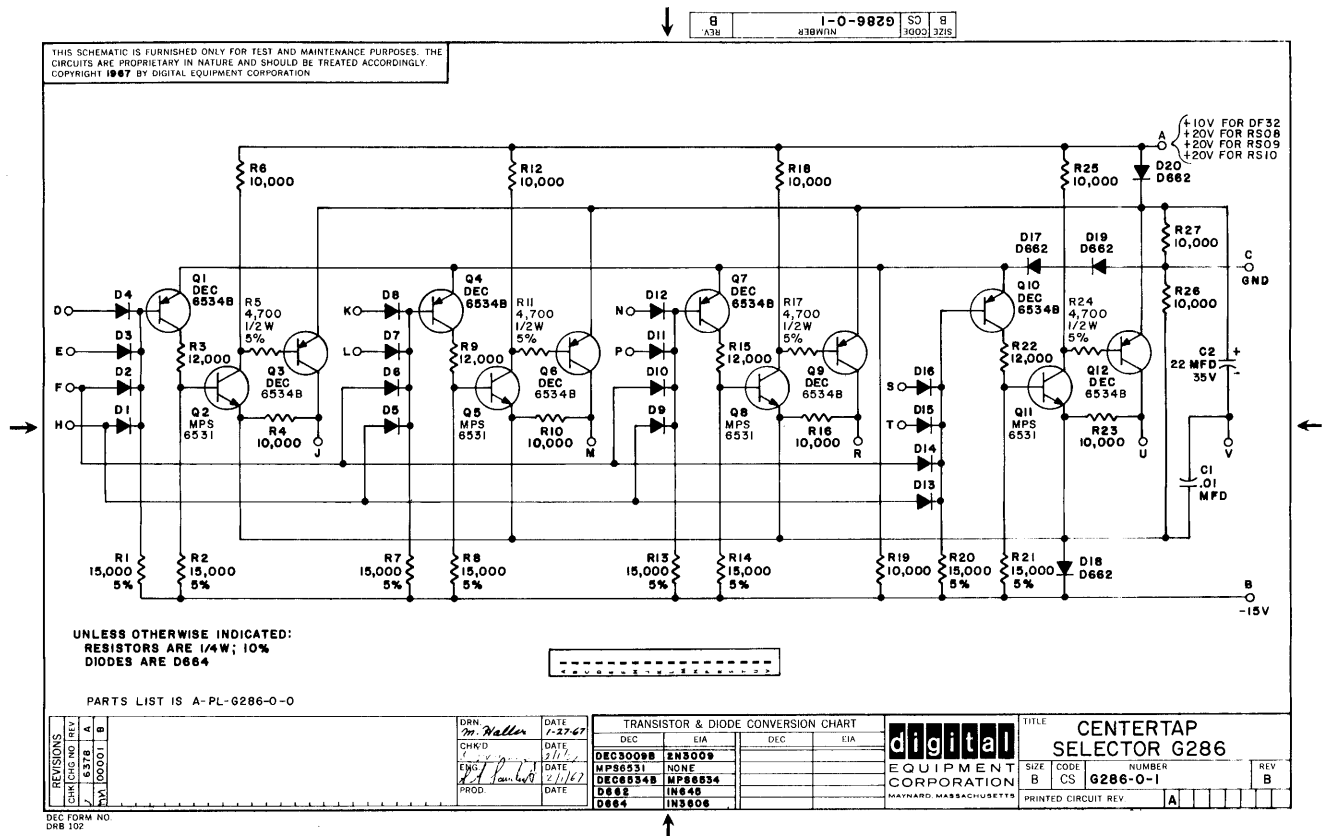 SIZE B CODE CS NUMBER G286-0-1 REV. B
THIS SCHEMATIC IS FURNISHED ONLY FOR TEST AND MAINTENANCE PURPOSES. THE
CIRCUITS ARE PROPRIETARY IN NATURE AND SHOULD BE TREATED ACCORDINGLY.
COPYRIGHT 1967 BY DIGITAL EQUIPMENT CORPORATION
A
+10V FOR DF32
+20V FOR RS08
+20V FOR RS09
+20V FOR RS10
R6
10,000
R12
10,000
R18
10,000
R25
10,000
D20
D662
R27
10,000
C
GND
R26
10,000
D17
D662
D19
D662
Q1
DEC
6534B
Q4
DEC
6534B
Q7
DEC
6534B
Q10
DEC
6534B
D
D4
E
D3
F
D2
H
D1
R5
4,700
1/2W
5%
R3
12,000
Q3
DEC
6534B
Q2
MPS
6531
R4
10,000
J
K
D8
L
D7
D6
D5
R11
4,700
1/2W
5%
R9
12,000
Q6
DEC
6534B
Q5
MPS
6531
R10
10,000
M
N
D12
P
D11
D10
D9
R17
4,700
1/2W
5%
R15
12,000
Q9
DEC
6534B
Q8
MPS
6531
R16
10,000
R
S
D16
T
D15
D14
D13
R24
4,700
1/2W
5%
R22
12,000
Q12
DEC
6534B
Q11
MPS
6531
R23
10,000
U
C2
22 MFD
35V
+
-
V
C1
.01
MFD
R1
15,000
5%
R2
15,000
5%
R7
15,000
5%
R8
15,000
5%
R13
15,000
5%
R14
15,000
5%
R19
10,000
R20
15,000
5%
R21
15,000
5%
D18
D662
B
-15V
UNLESS OTHERWISE INDICATED:
RESISTORS ARE 1/4W; 10%
DIODES ARE D664
PARTS LIST IS A-PL-G286-0-0
REVISIONS
CHK CHG NO. REV
6378 A
00001 B
DRN. M. Waller DATE 1-27-67
CHK'D DATE
ENG DATE 2/1/67
PROD. DATE
TRANSISTOR & DIODE CONVERSION CHART
DEC EIA DEC EIA
DEC3009B 2N3009
MPS6531 NONE
DEC6534B MPS6534
D662 IN645
D664 IN3606
digital
EQUIPMENT
CORPORATION
MAYNARD, MASSACHUSETTS
TITLE
CENTERTAP
SELECTOR G286
SIZE B CODE CS NUMBER G286-0-1 REV B
PRINTED CIRCUIT REV. A
DEC FORM NO.
DRB 102